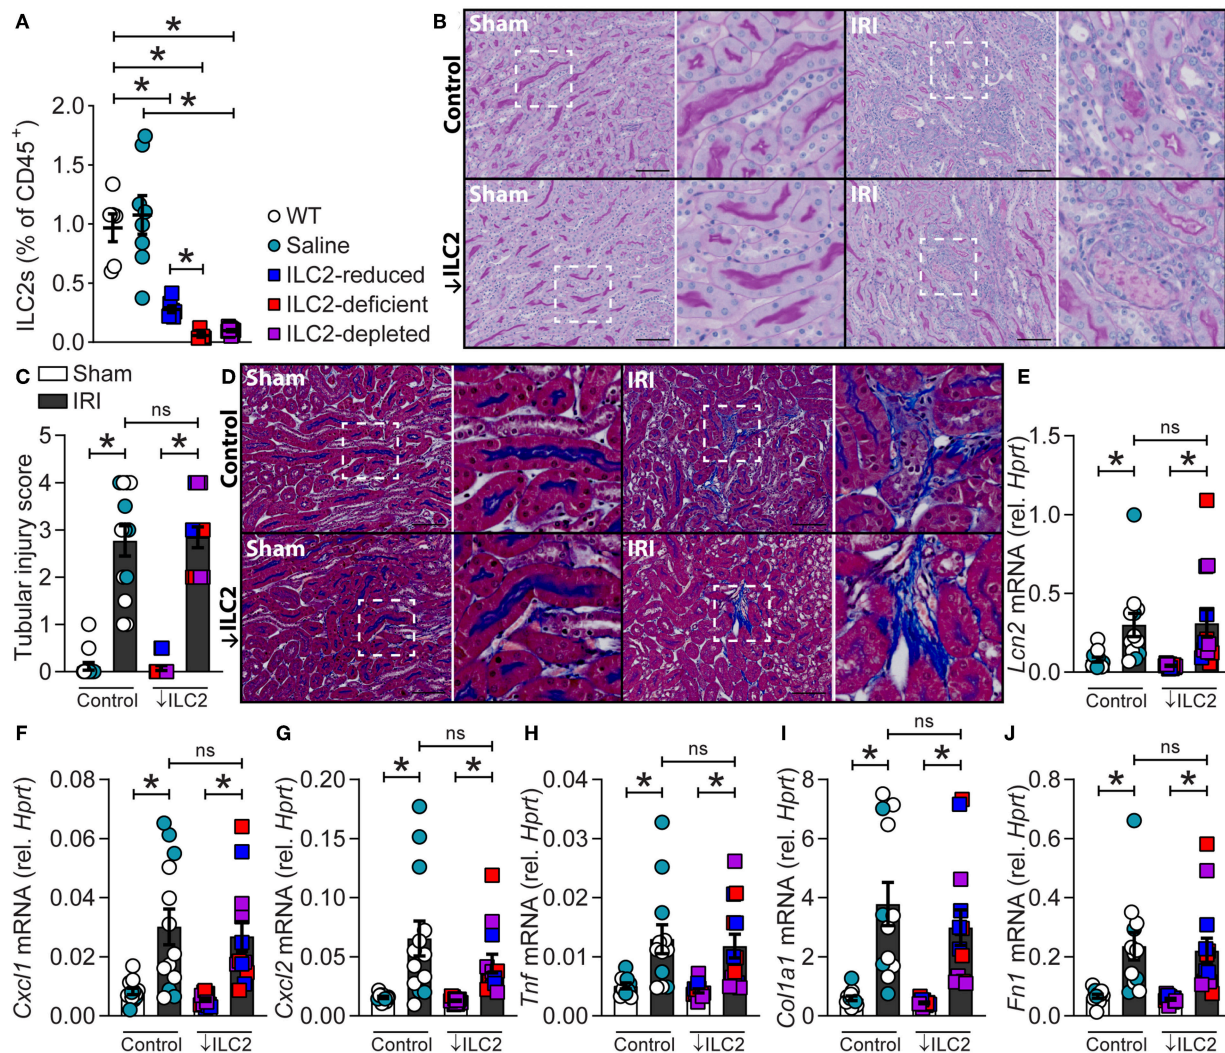 A
*
*
*
*
*
ILC2s (% of CD45+)
2.0
1.5
1.0
0.5
0.0
WT
Saline
ILC2-reduced
ILC2-deficient
ILC2-depleted
B
Sham
IRI
Control
Sham
IRI
↓ILC2
C
Sham
IRI
ns
*
*
Tubular injury score
5
4
3
2
1
0
Control
↓ILC2
D
Sham
IRI
Control
Sham
IRI
↓ILC2
E
ns
*
*
Lcn2 mRNA (rel. Hprt)
1.5
1.0
0.5
0.0
Control
↓ILC2
F
ns
*
*
Cxcl1 mRNA (rel. Hprt)
0.08
0.06
0.04
0.02
0.00
Control
↓ILC2
G
ns
*
*
Cxcl2 mRNA (rel. Hprt)
0.20
0.15
0.10
0.05
0.00
Control
↓ILC2
H
ns
*
*
Tnf mRNA (rel. Hprt)
0.04
0.03
0.02
0.01
0.00
Control
↓ILC2
I
ns
*
*
Col1a1 mRNA (rel. Hprt)
8
6
4
2
0
Control
↓ILC2
J
ns
*
*
Fn1 mRNA (rel. Hprt)
0.8
0.6
0.4
0.2
0.0
Control
↓ILC2